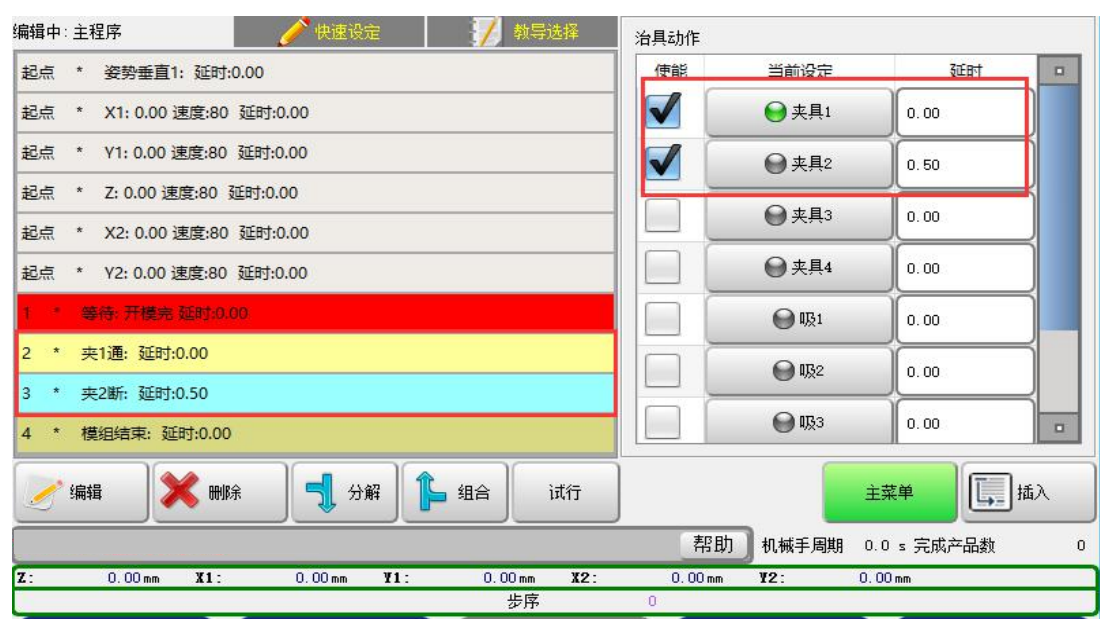 编辑中: 主程序
快速设定
教导选择
起点 * 姿势垂直1: 延时:0.00
起点 * X1: 0.00 速度:80 延时:0.00
起点 * Y1: 0.00 速度:80 延时:0.00
起点 * Z: 0.00 速度:80 延时:0.00
起点 * X2: 0.00 速度:80 延时:0.00
起点 * Y2: 0.00 速度:80 延时:0.00
1 * 等待: 开模完 延时:0.00
2 * 夹1通: 延时:0.00
3 * 夹2断: 延时:0.50
4 * 模组结束: 延时:0.00
治具动作
使能 当前设定 延时
夹具1 0.00
夹具2 0.50
夹具3 0.00
夹具4 0.00
吸1 0.00
吸2 0.00
吸3 0.00
编辑 删除 分解 组合 试行 主菜单 插入
帮助 机械手周期 0.0 s 完成产品数 0
Z: 0.00 mm X1: 0.00 mm Y1: 0.00 mm X2: 0.00 mm Y2: 0.00 mm
步序 0